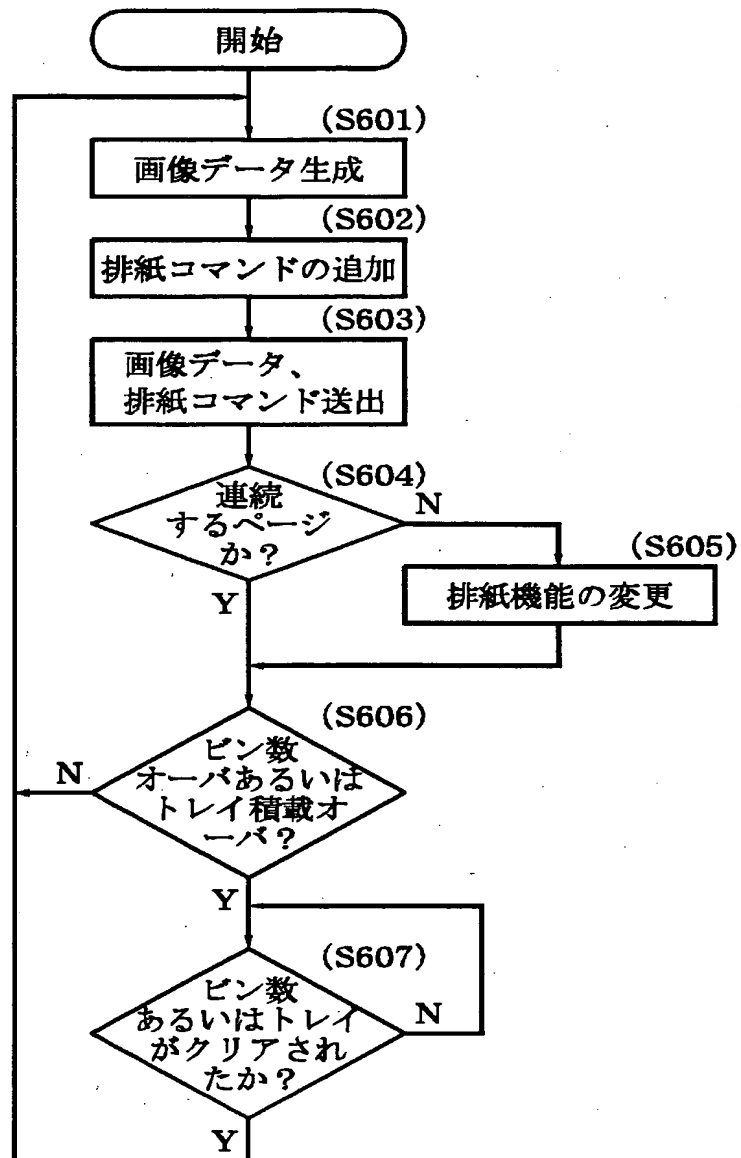 開始
(S601)
画像データ生成
(S602)
排紙コマンドの追加
(S603)
画像データ、
排紙コマンド送出
(S604)
連続
するページ
か?
N
Y
(S605)
排紙機能の変更
(S606)
ビン数
オーバあるいは
トレイ積載オ
ーバ?
N
Y
(S607)
ビン数
あるいはトレイ
がクリアされ
たか?
N
Y